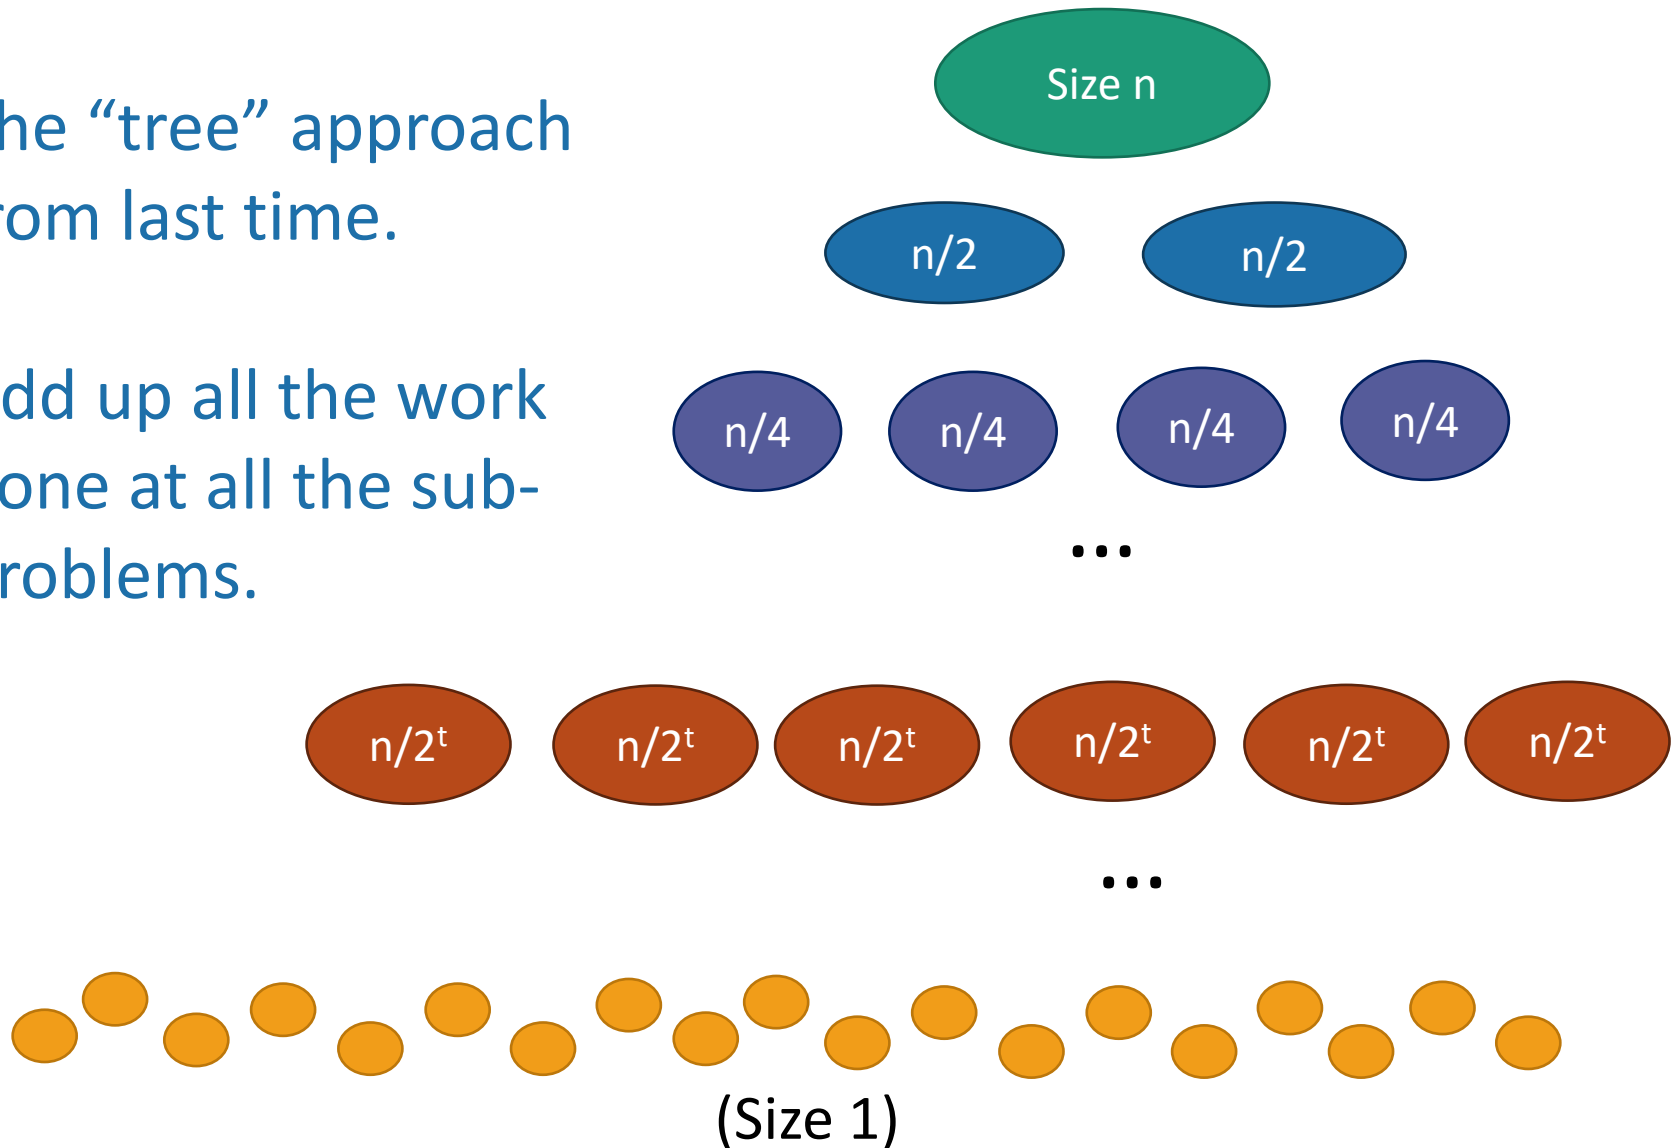 he “tree” approach
rom last time.
dd up all the work
one at all the sub-
roblems.
Size n
n/2 n/2
n/4 n/4 n/4 n/4
...
n/2ᵗ n/2ᵗ n/2ᵗ n/2ᵗ n/2ᵗ n/2ᵗ
...
(Size 1)